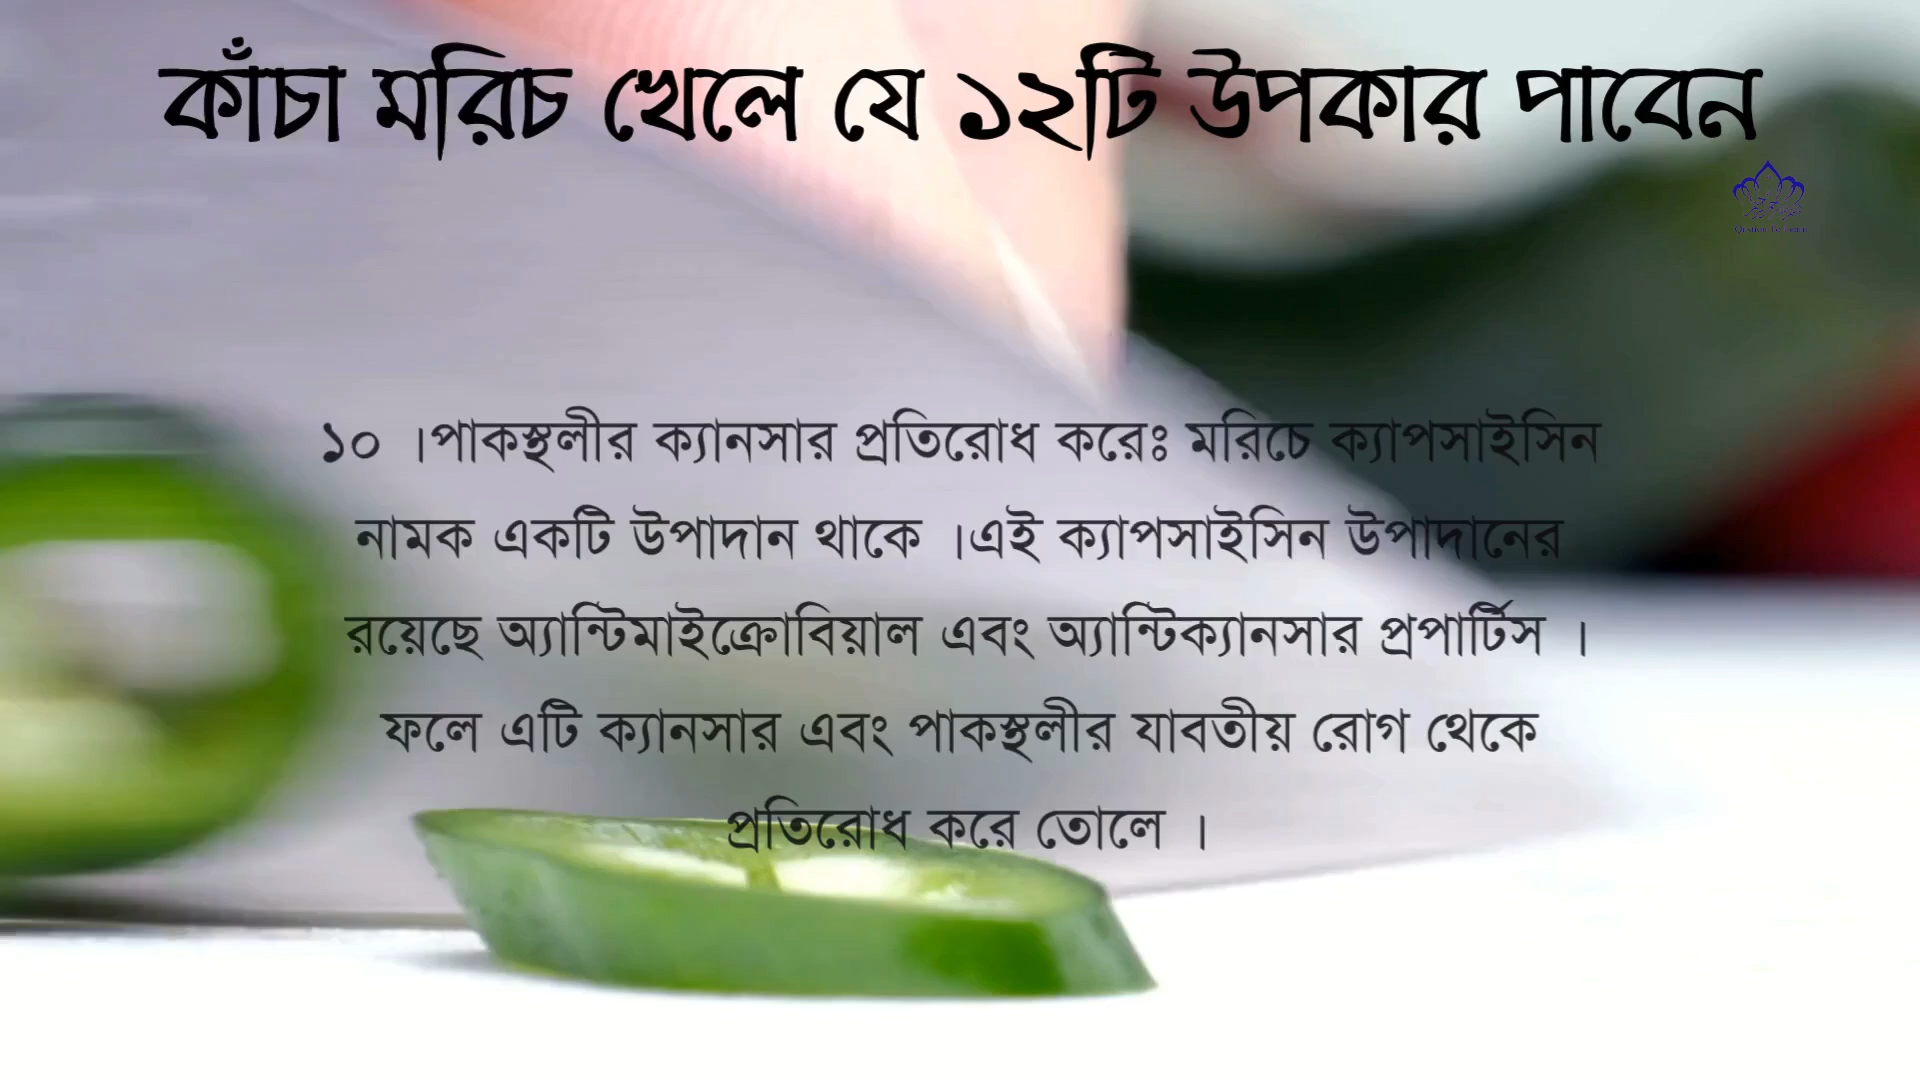 কাঁচা মরিচ খেলে যে ১২টি উপকার পাবেন
১০ ।পাকস্থলীর ক্যানসার প্রতিরোধ করেঃ মরিচে ক্যাপসাইসিন
নামক একটি উপাদান থাকে ।এই ক্যাপসাইসিন উপাদানের
রয়েছে অ্যান্টিমাইক্রোবিয়াল এবং অ্যান্টিক্যানসার প্রপার্টিস ।
ফলে এটি ক্যানসার এবং পাকস্থলীর যাবতীয় রোগ থেকে
প্রতিরোধ করে তোলে ।